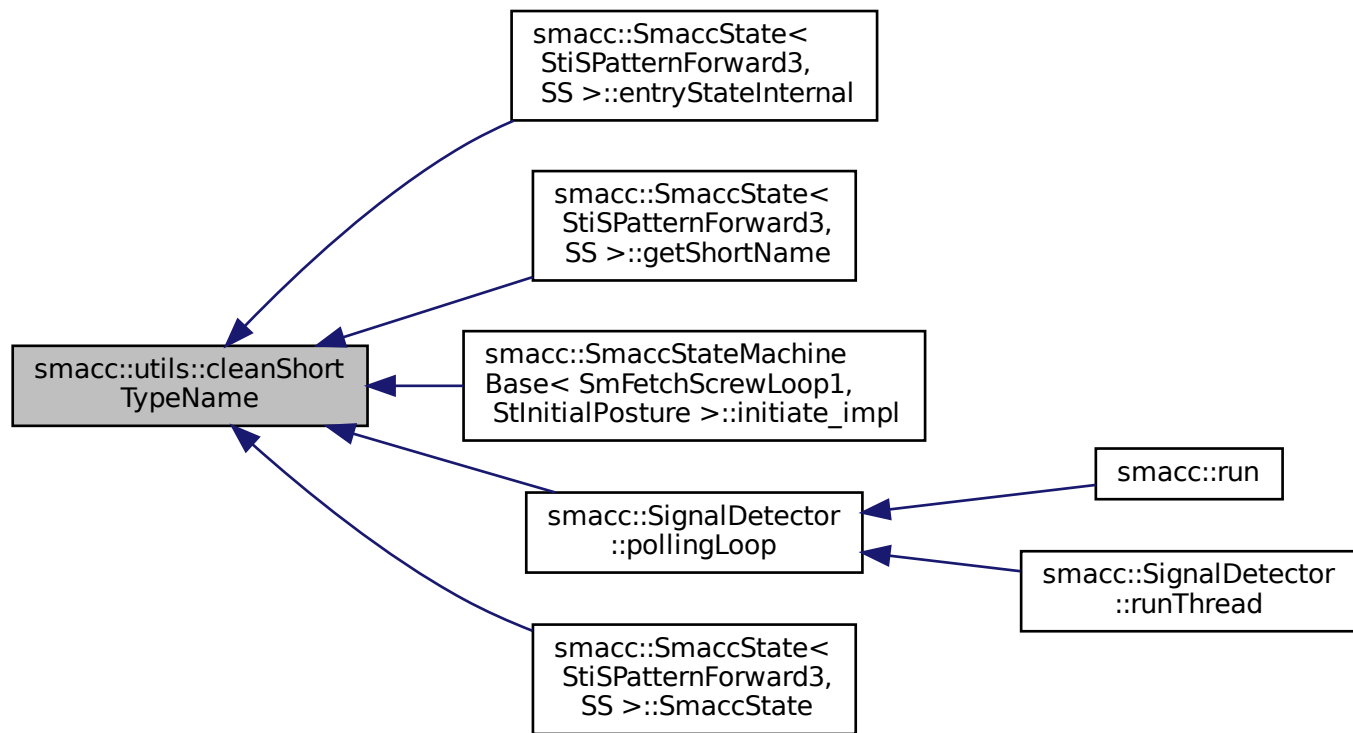 smacc::SmaccState<
StiSPatternForward3,
SS >::entryStateInternal
smacc::SmaccState<
StiSPatternForward3,
SS >::getShortName
smacc::utils::cleanShort
TypeName
smacc::SmaccStateMachine
Base< SmFetchScrewLoop1,
StInitialPosture >::initiate_impl
smacc::SignalDetector
::pollingLoop
smacc::run
smacc::SignalDetector
::runThread
smacc::SmaccState<
StiSPatternForward3,
SS >::SmaccState